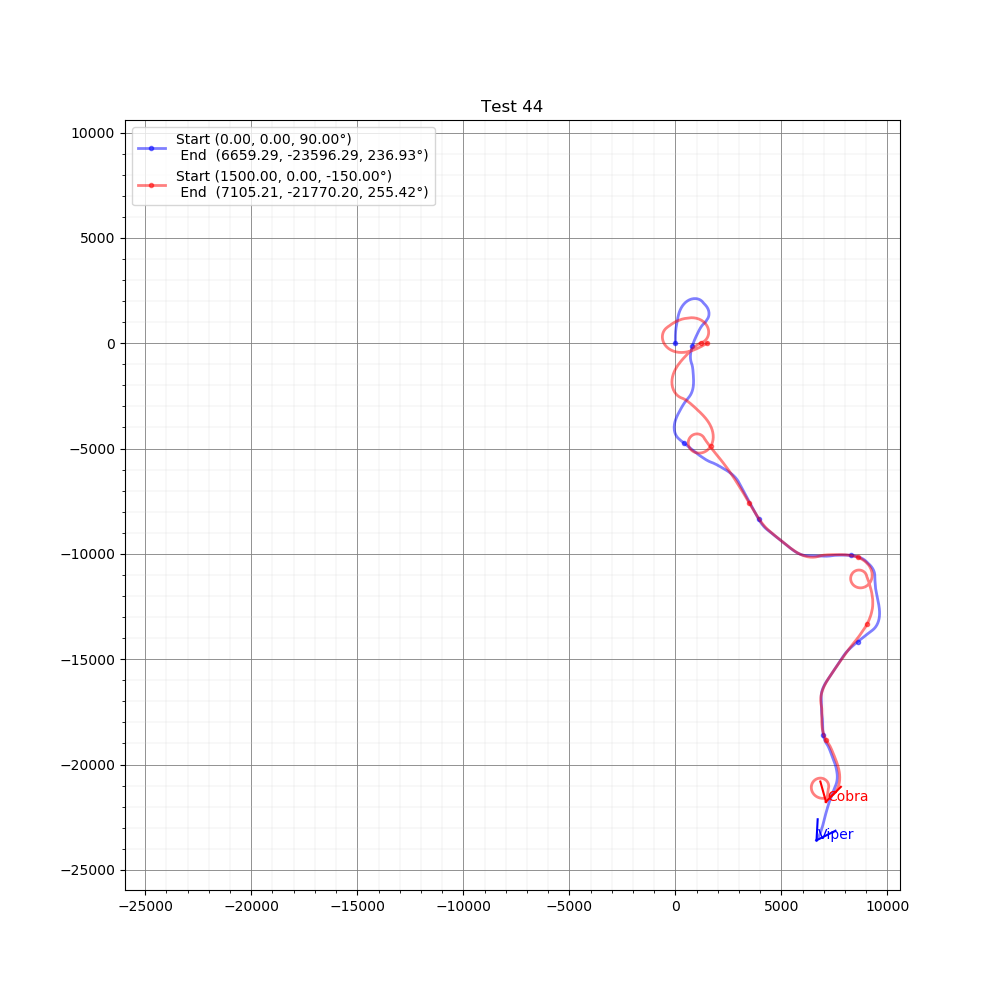 Test 44
Start (0.00, 0.00, 90.00°)
End (6659.29, -23596.29, 236.93°)
Start (1500.00, 0.00, -150.00°)
End (7105.21, -21770.20, 255.42°)
10000
5000
0
−5000
−10000
−15000
−20000
−25000
Cobra
Viper
−25000 −20000 −15000 −10000 −5000 0 5000 10000